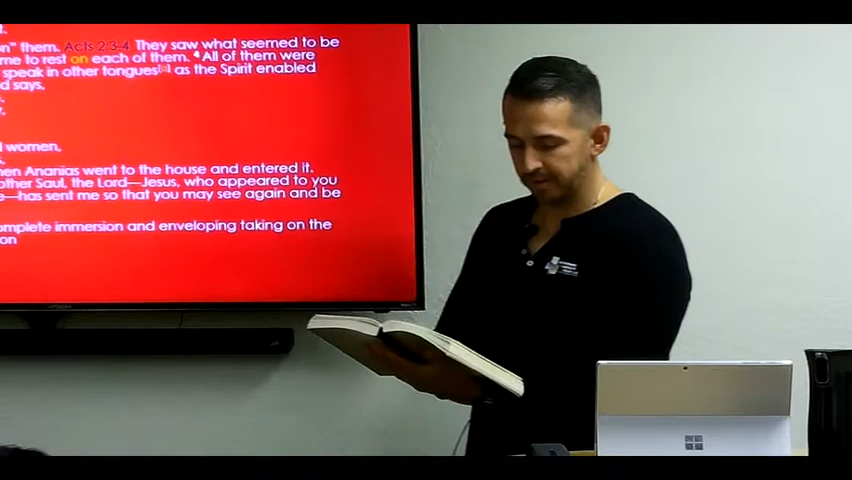 on" them. Acts 2:3-4 They saw what seemed to be
me to rest on each of them. 4 All of them were
speak in other tongues[a] as the Spirit enabled
d says.
women,
hen Ananias went to the house and entered it.
other Saul, the Lord—Jesus, who appeared to you
e—has sent me so that you may see again and be
omplete immersion and enveloping taking on the
on
HITACHI